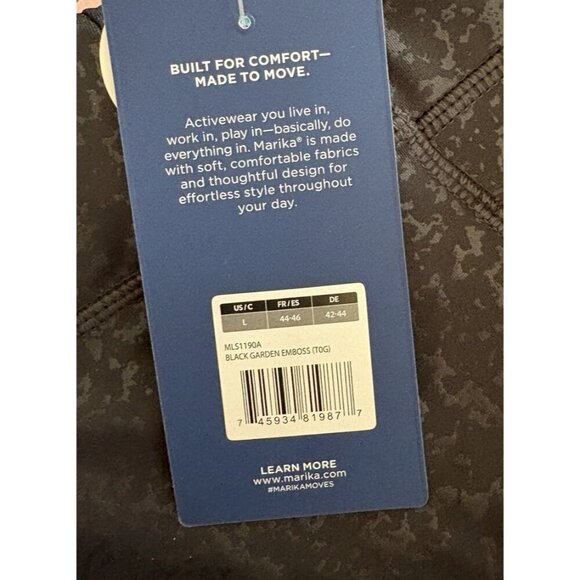 BUILT FOR COMFORT—
MADE TO MOVE.
Activewear you live in,
work in, play in—basically, do
everything in. Marika® is made
with soft, comfortable fabrics
and thoughtful design for
effortless style throughout
your day.
US/C FR/ES DE
L 44-46 42-44
MLS1190A
BLACK GARDEN EMBOSS (T0G)
7 45934 81987 7
LEARN MORE
www.marika.com
#MARIKAMOVES